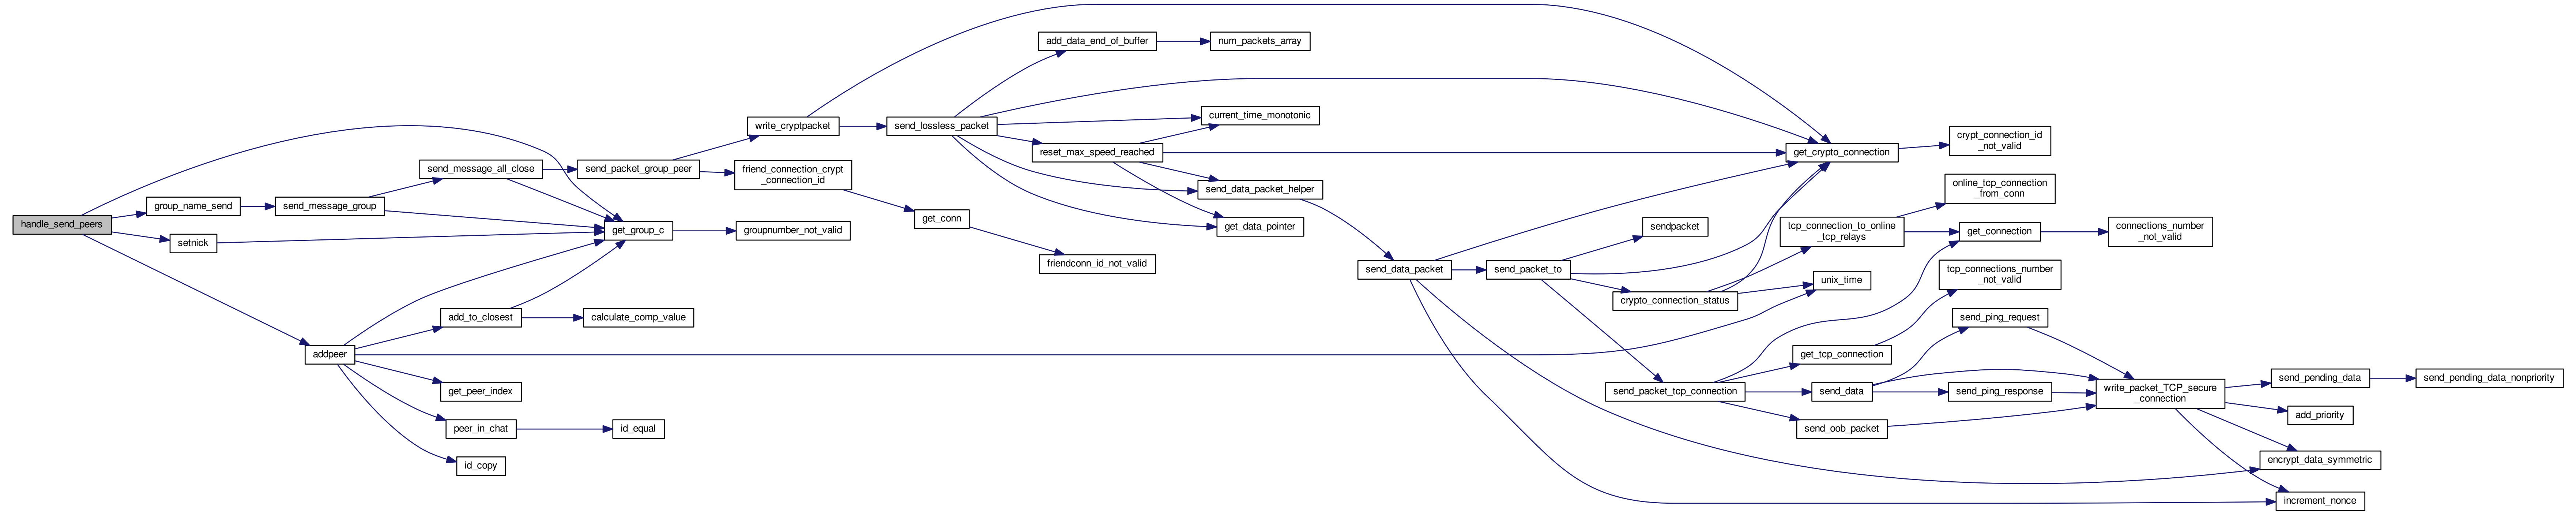 handle_send_peers
group_name_send
setnick
addpeer
send_message_group
send_message_all_close
add_to_closest
get_peer_index
peer_in_chat
id_copy
send_packet_group_peer
get_group_c
calculate_comp_value
id_equal
write_cryptpacket
friend_connection_crypt
_connection_id
groupnumber_not_valid
send_lossless_packet
get_conn
add_data_end_of_buffer
reset_max_speed_reached
friendconn_id_not_valid
num_packets_array
current_time_monotonic
send_data_packet_helper
get_data_pointer
send_data_packet
send_packet_to
sendpacket
crypto_connection_status
send_packet_tcp_connection
get_crypto_connection
tcp_connection_to_online
_tcp_relays
unix_time
get_tcp_connection
send_data
send_oob_packet
crypt_connection_id
_not_valid
online_tcp_connection
_from_conn
get_connection
tcp_connections_number
_not_valid
send_ping_request
send_ping_response
connections_number
_not_valid
write_packet_TCP_secure
_connection
send_pending_data
add_priority
encrypt_data_symmetric
increment_nonce
send_pending_data_nonpriority